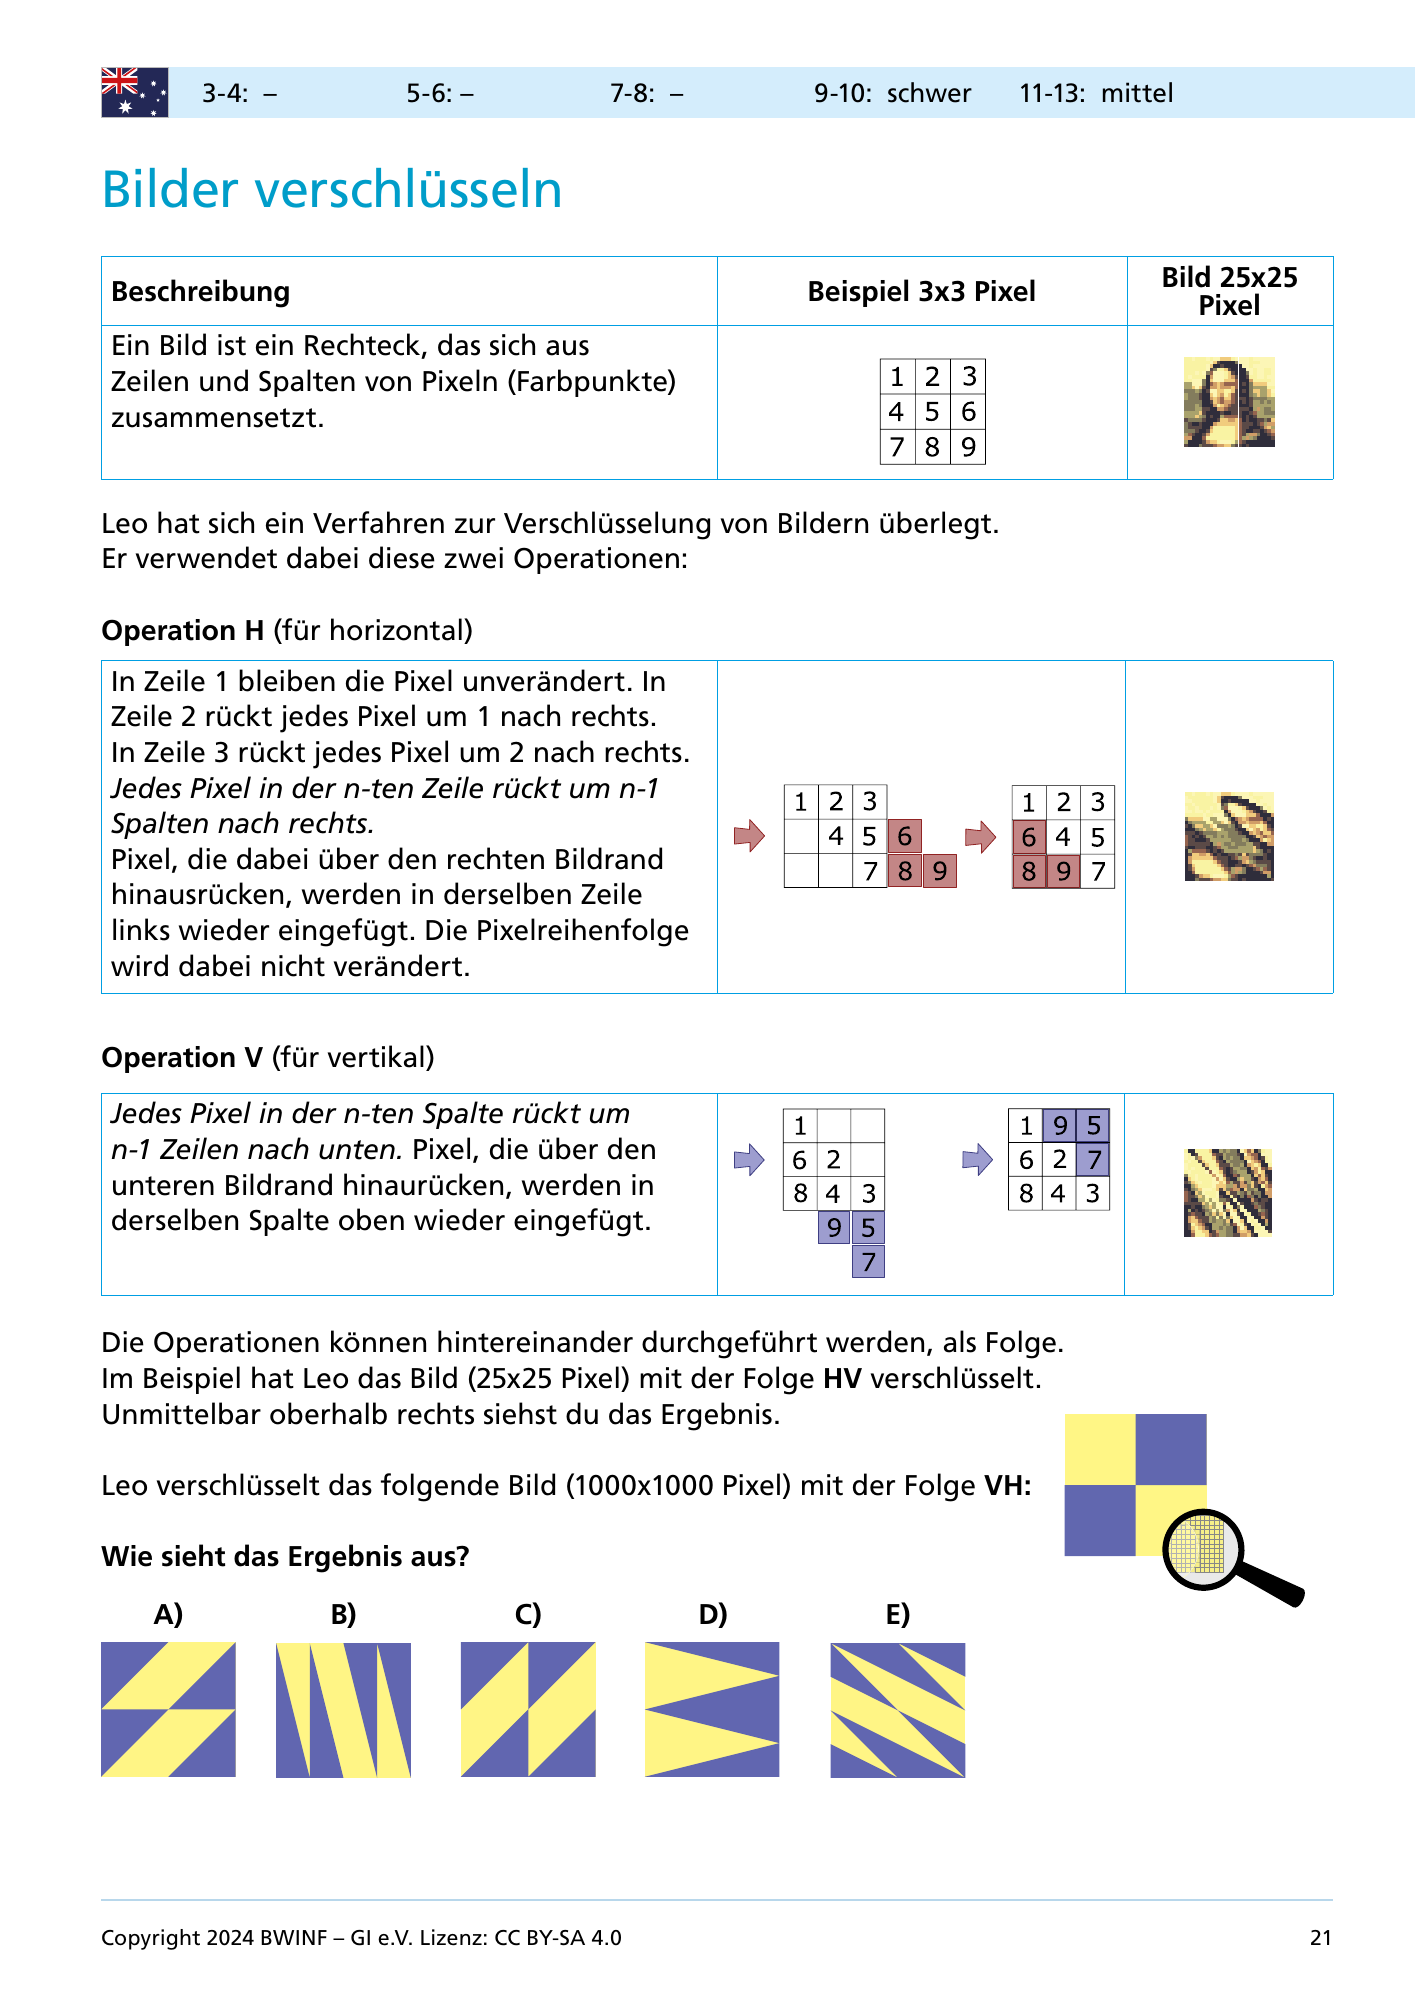 3-4: – 5-6: – 7-8: – 9-10: schwer 11-13: mittel
Bilder verschlüsseln
Beschreibung
Beispiel 3x3 Pixel
Bild 25x25
Pixel
Ein Bild ist ein Rechteck, das sich aus
Zeilen und Spalten von Pixeln (Farbpunkte)
zusammensetzt.
1 2 3
4 5 6
7 8 9
Leo hat sich ein Verfahren zur Verschlüsselung von Bildern überlegt.
Er verwendet dabei diese zwei Operationen:
Operation H (für horizontal)
In Zeile 1 bleiben die Pixel unverändert. In
Zeile 2 rückt jedes Pixel um 1 nach rechts.
In Zeile 3 rückt jedes Pixel um 2 nach rechts.
Jedes Pixel in der n-ten Zeile rückt um n-1
Spalten nach rechts.
Pixel, die dabei über den rechten Bildrand
hinausrücken, werden in derselben Zeile
links wieder eingefügt. Die Pixelreihenfolge
wird dabei nicht verändert.
1 2 3
4 5 6
7 8 9
1 2 3
6 4 5
8 9 7
Operation V (für vertikal)
Jedes Pixel in der n-ten Spalte rückt um
n-1 Zeilen nach unten. Pixel, die über den
unteren Bildrand hinaurücken, werden in
derselben Spalte oben wieder eingefügt.
1
6 2
8 4 3
9 5
7
1 9 5
6 2 7
8 4 3
Die Operationen können hintereinander durchgeführt werden, als Folge.
Im Beispiel hat Leo das Bild (25x25 Pixel) mit der Folge HV verschlüsselt.
Unmittelbar oberhalb rechts siehst du das Ergebnis.
Leo verschlüsselt das folgende Bild (1000x1000 Pixel) mit der Folge VH:
Wie sieht das Ergebnis aus?
A) B) C) D) E)
Copyright 2024 BWINF – GI e.V. Lizenz: CC BY-SA 4.0
21